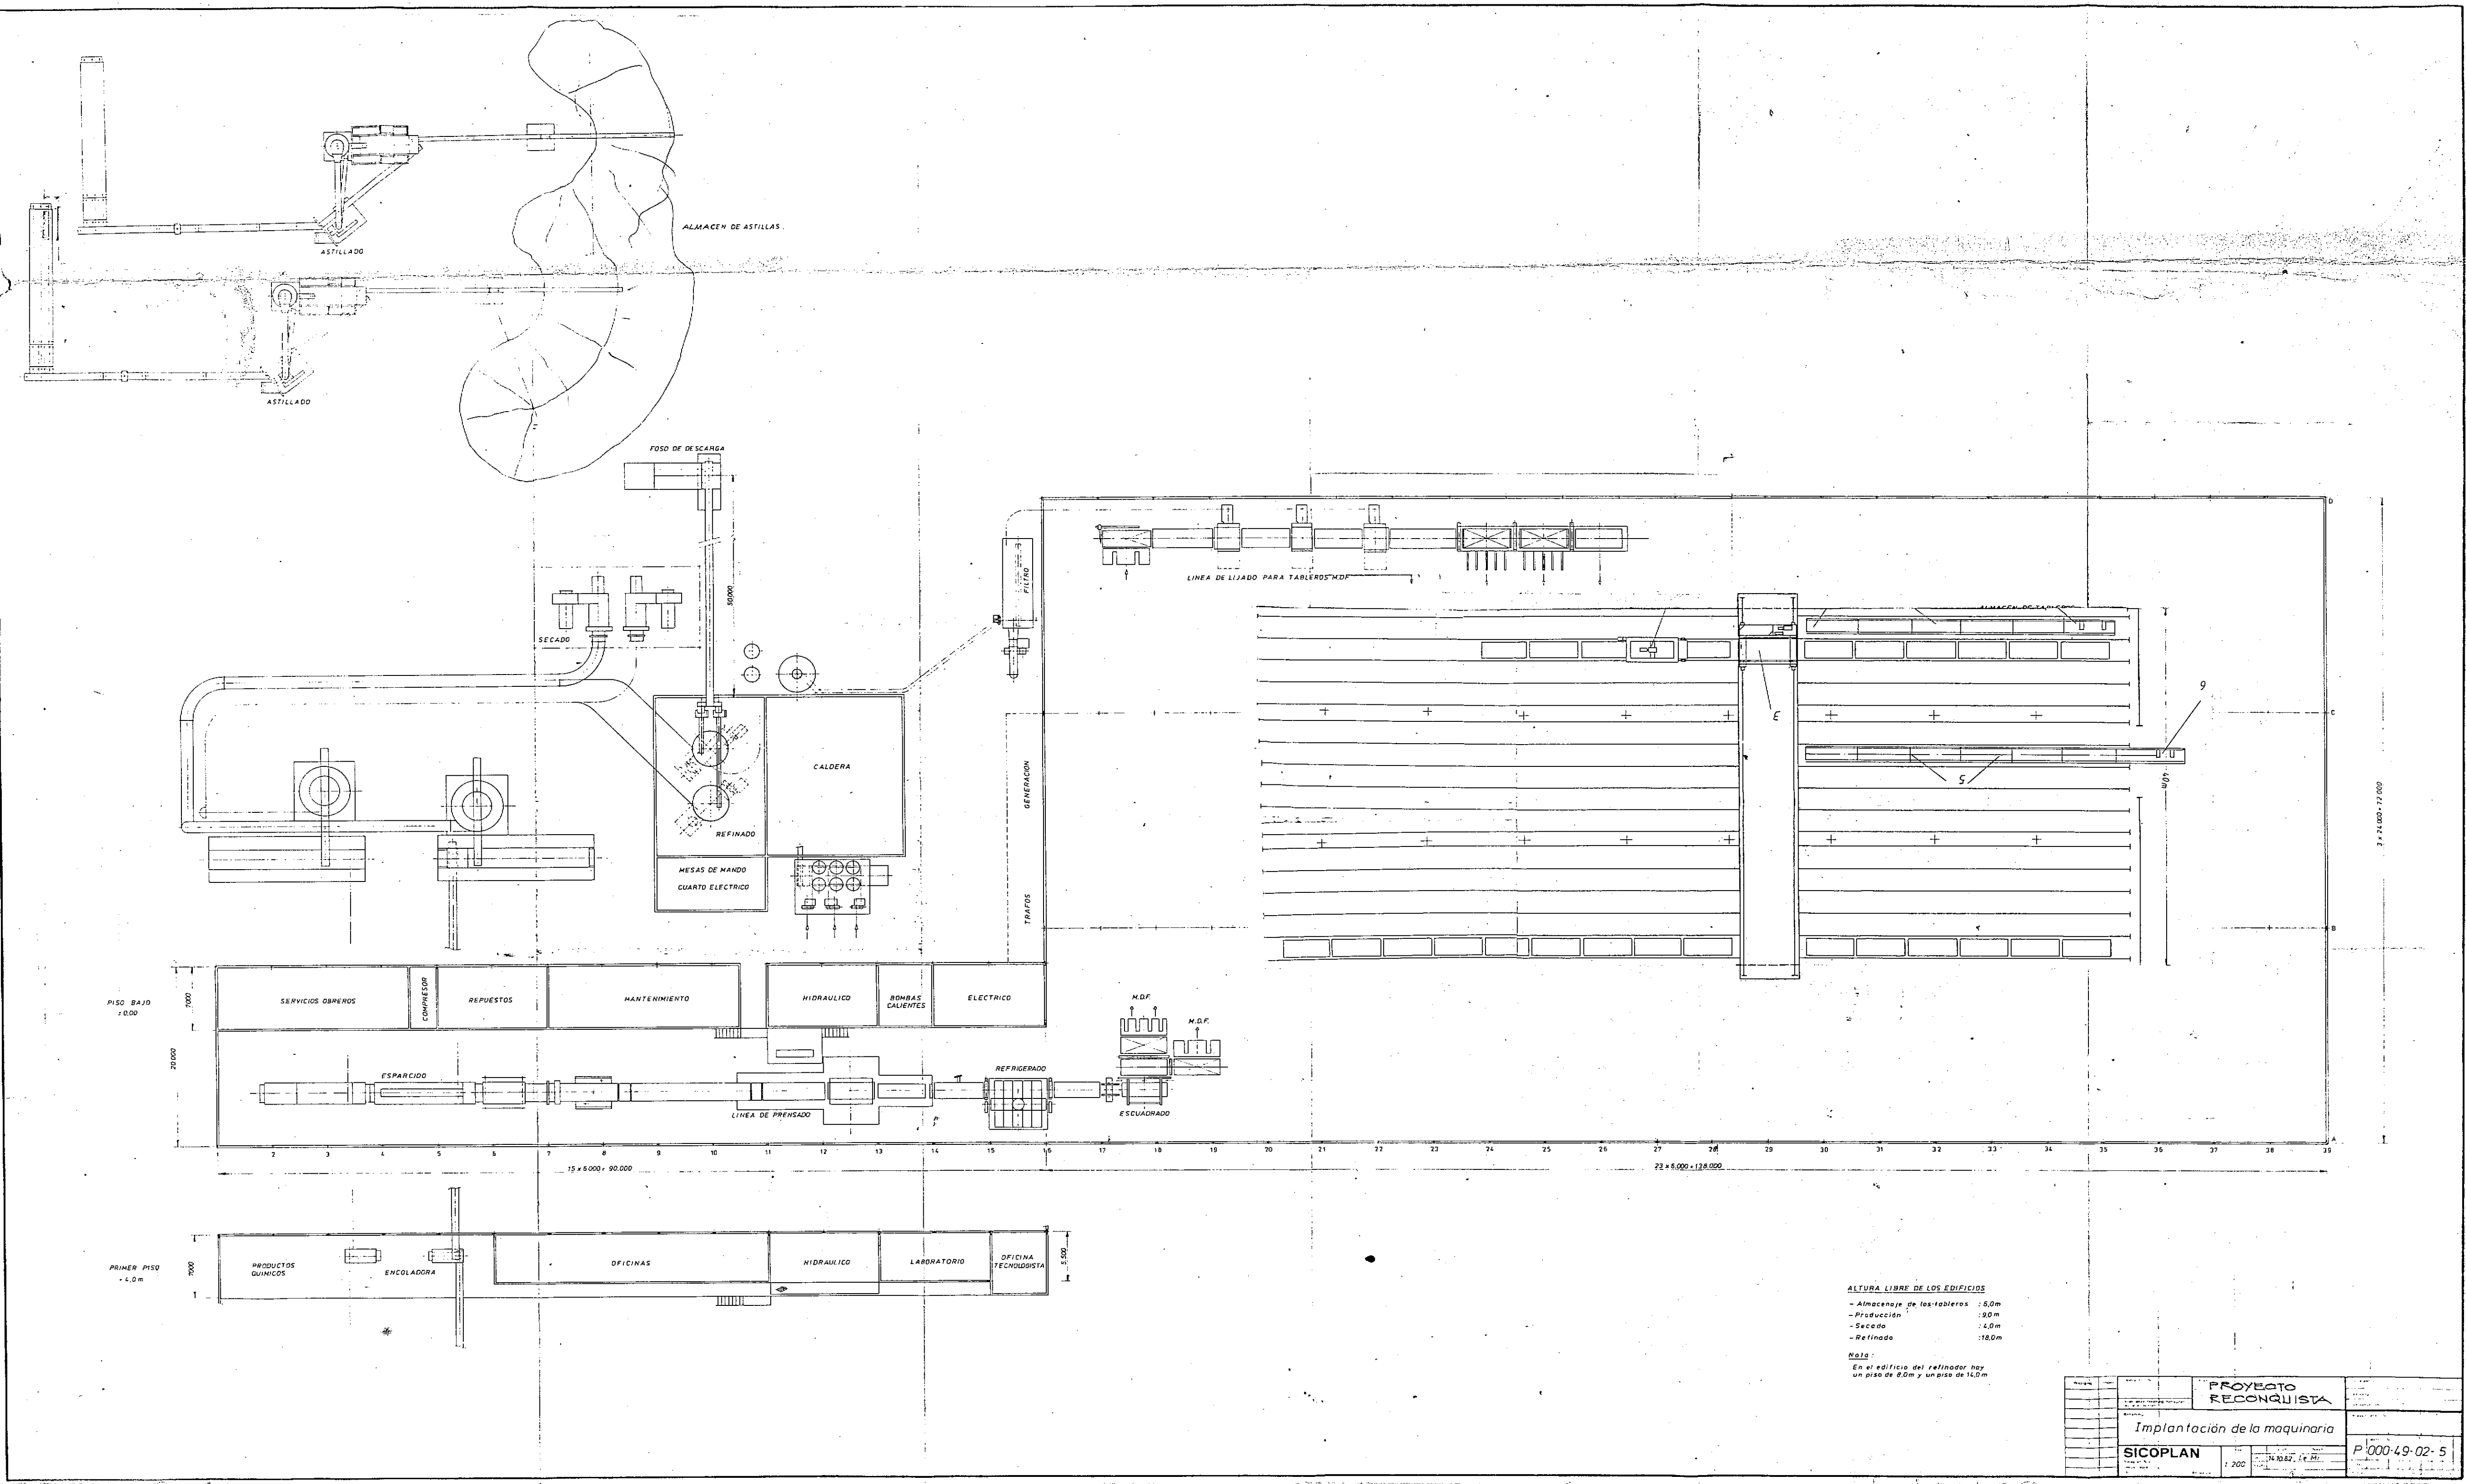 ALMACEN DE ASTILLAS.
ASTILLADO
ASTILLADO
FOSO DE DESCARGA
50,000
SECADO
FILTRO
LINEA DE LIJADO PARA TABLEROS M.D.F.
D
C
B
A
3 x 24 000 = 72 000
E
5
6
40m
CALDERA
REFINADO
MESAS DE MANDO
CUARTO ELECTRICO
GENERACION
TRAFOS
PISO BAJO
± 0,00
7000
20 000
SERVICIOS OBREROS
COMPRESOR
REPUESTOS
MANTENIMIENTO
HIDRAULICO
BOMBAS
CALIENTES
ELECTRICO
M.D.F.
M.D.F.
ESPARCIDO
LINEA DE PRENSADO
REFRIGERADO
ESCUADRADO
1 2 3 4 5 6 7 8 9 10 11 12 13 14 15 16 17 18 19 20 21 22 23 24 25 26 27 28 29 30 31 32 33 34 35 36 37 38 39
15 x 6 000 = 90.000
23 x 6,000 = 138.000
PRIMER PISO
+ 4,0 m
7000
PRODUCTOS
QUIMICOS
ENCOLADORA
OFICINAS
HIDRAULICO
LABORATORIO
OFICINA
TECNOLOGISTA
5,500
ALTURA LIBRE DE LOS EDIFICIOS
- Almacenaje de los tableros : 5,0m
- Producción : 9,0 m
- Secado : 4,0 m
- Refinado : 18,0m
Nota :
En el edificio del refinador hay
un piso de 8,0m y un piso de 14,0 m
PROYECTO
RECONQUISTA
Implantación de la maquinaria
SICOPLAN
1 : 200
14.10.82
P 000-49-02-5